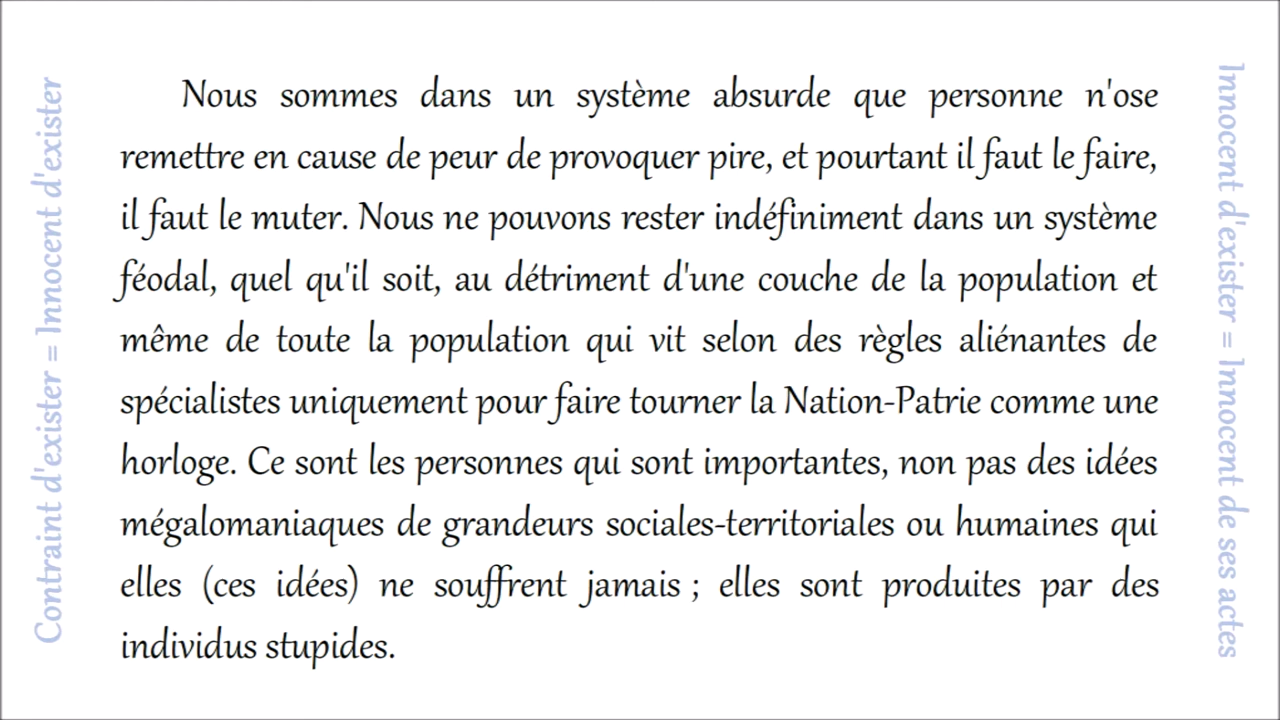 Contraint d'exister = Innocent d'exister
Nous sommes dans un système absurde que personne n'ose
remettre en cause de peur de provoquer pire, et pourtant il faut le faire,
il faut le muter. Nous ne pouvons rester indéfiniment dans un système
féodal, quel qu'il soit, au détriment d'une couche de la population et
même de toute la population qui vit selon des règles aliénantes de
spécialistes uniquement pour faire tourner la Nation-Patrie comme une
horloge. Ce sont les personnes qui sont importantes, non pas des idées
mégalomaniaques de grandeurs sociales-territoriales ou humaines qui
elles (ces idées) ne souffrent jamais ; elles sont produites par des
individus stupides.
Innocent d'exister = Innocent de ses actes